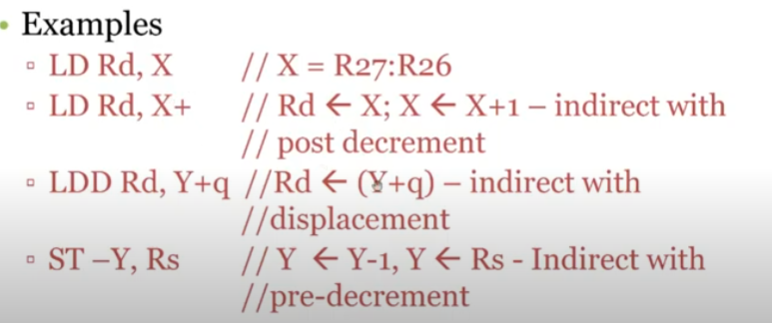 • Examples
▫ LD Rd, X // X = R27:R26
▫ LD Rd, X+ // Rd ← X; X ← X+1 – indirect with
// post decrement
▫ LDD Rd, Y+q //Rd ← (Y+q) – indirect with
//displacement
▫ ST –Y, Rs // Y ← Y-1, Y ← Rs - Indirect with
//pre-decrement